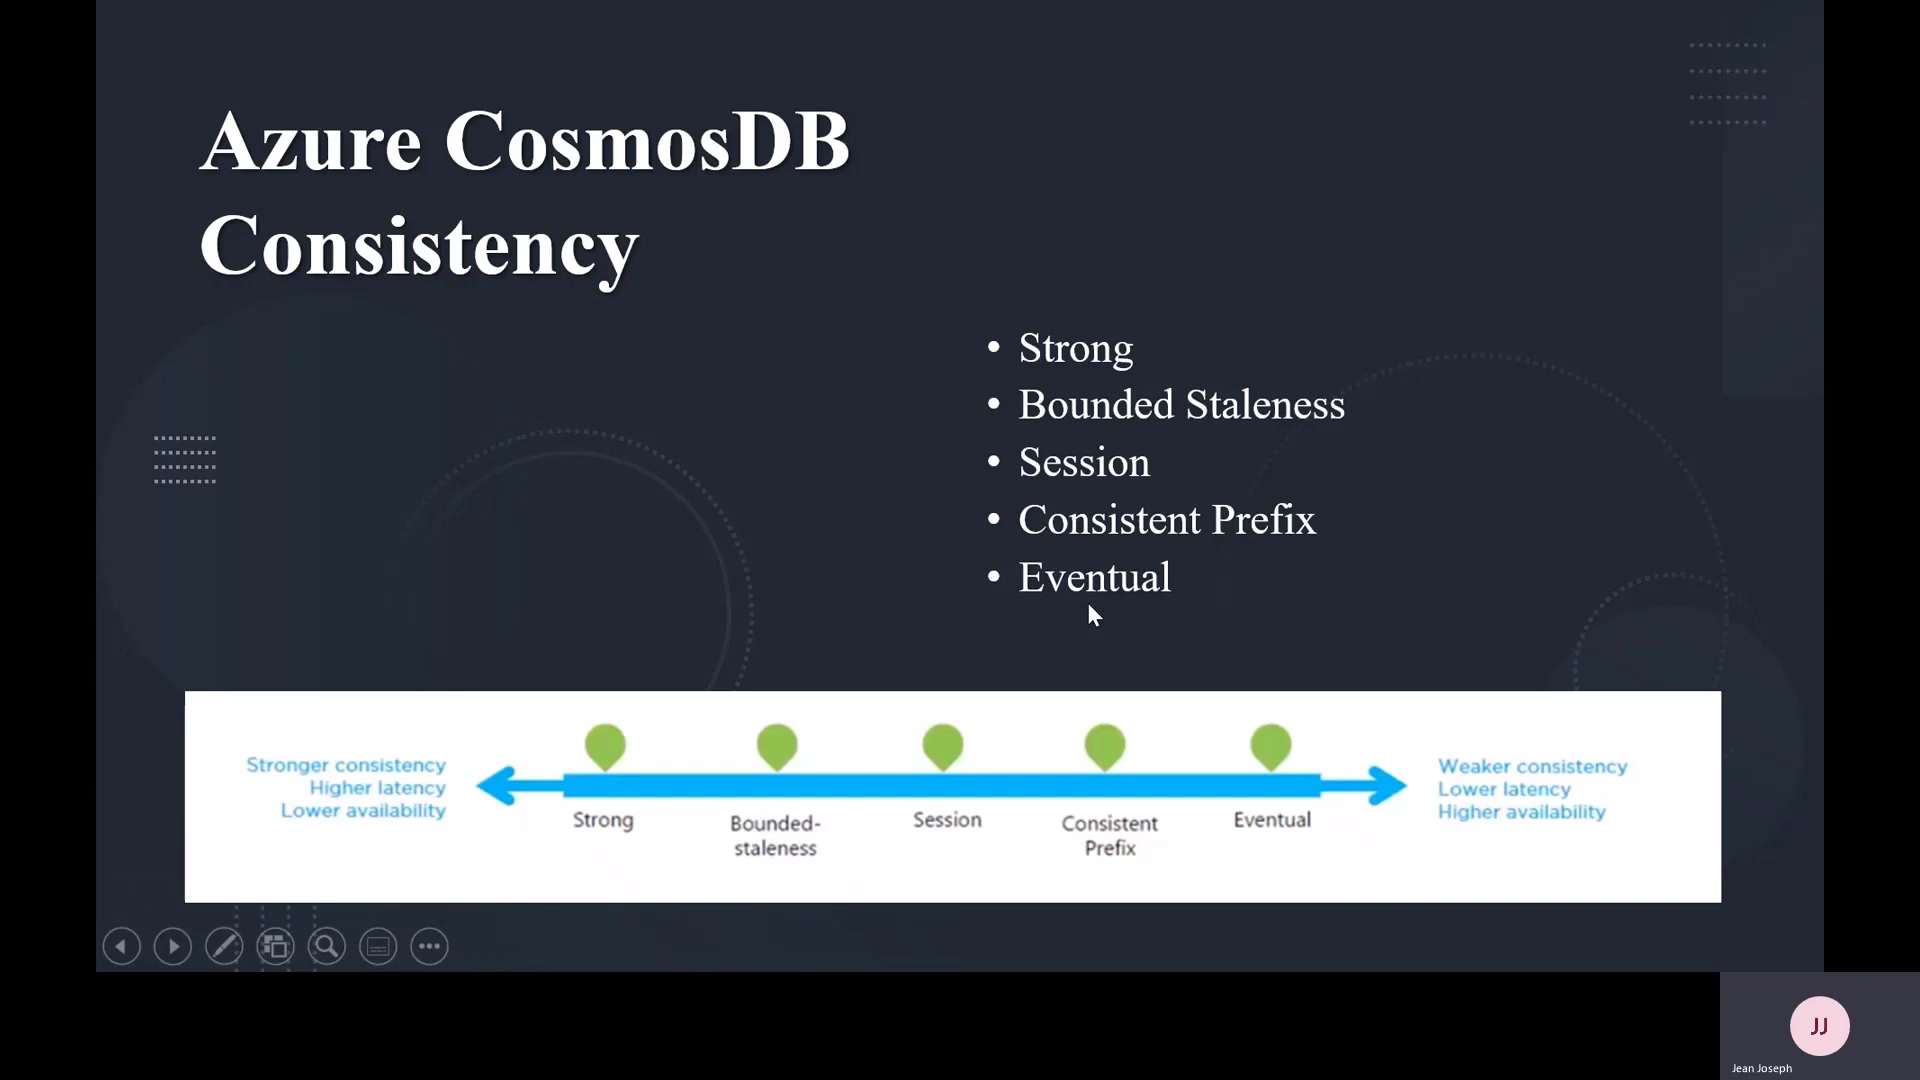 Azure CosmosDB
Consistency
• Strong
• Bounded Staleness
• Session
• Consistent Prefix
• Eventual
Stronger consistency
Higher latency
Lower availability
Strong
Bounded-
staleness
Session
Consistent
Prefix
Eventual
Weaker consistency
Lower latency
Higher availability
JJ
Jean Joseph